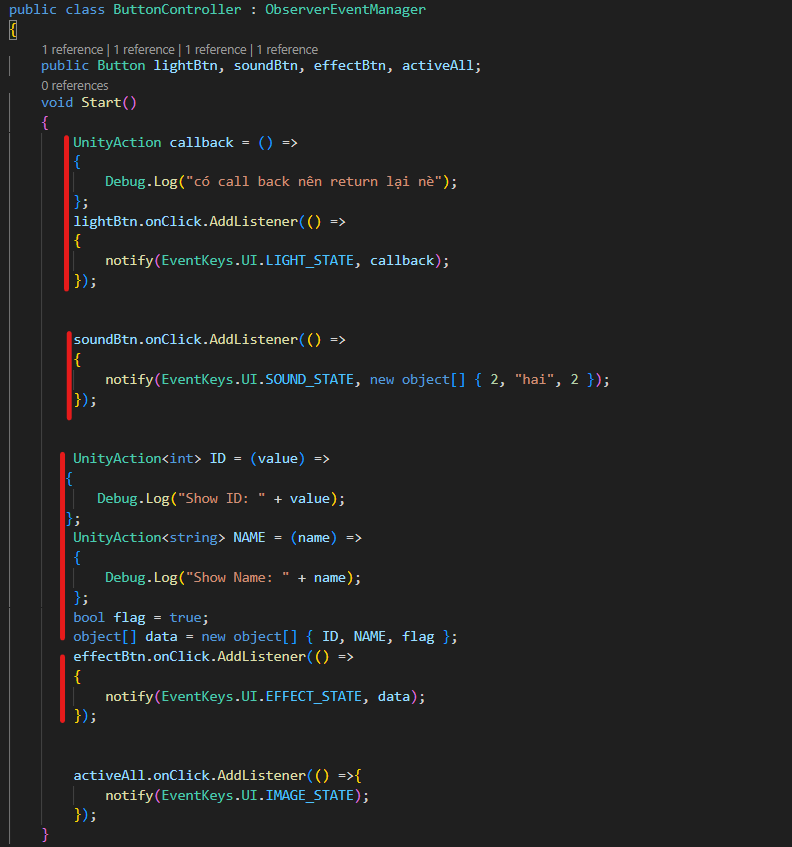 public class ButtonController : ObserverEventManager
{
1 reference | 1 reference | 1 reference | 1 reference
public Button lightBtn, soundBtn, effectBtn, activeAll;
0 references
void Start()
{
UnityAction callback = () =>
{
Debug.Log("có call back nên return lại nè");
};
lightBtn.onClick.AddListener(() =>
{
notify(EventKeys.UI.LIGHT_STATE, callback);
});
soundBtn.onClick.AddListener(() =>
{
notify(EventKeys.UI.SOUND_STATE, new object[] { 2, "hai", 2 });
});
UnityAction<int> ID = (value) =>
{
Debug.Log("Show ID: " + value);
};
UnityAction<string> NAME = (name) =>
{
Debug.Log("Show Name: " + name);
};
bool flag = true;
object[] data = new object[] { ID, NAME, flag };
effectBtn.onClick.AddListener(() =>
{
notify(EventKeys.UI.EFFECT_STATE, data);
});
activeAll.onClick.AddListener(() =>{
notify(EventKeys.UI.IMAGE_STATE);
});
}